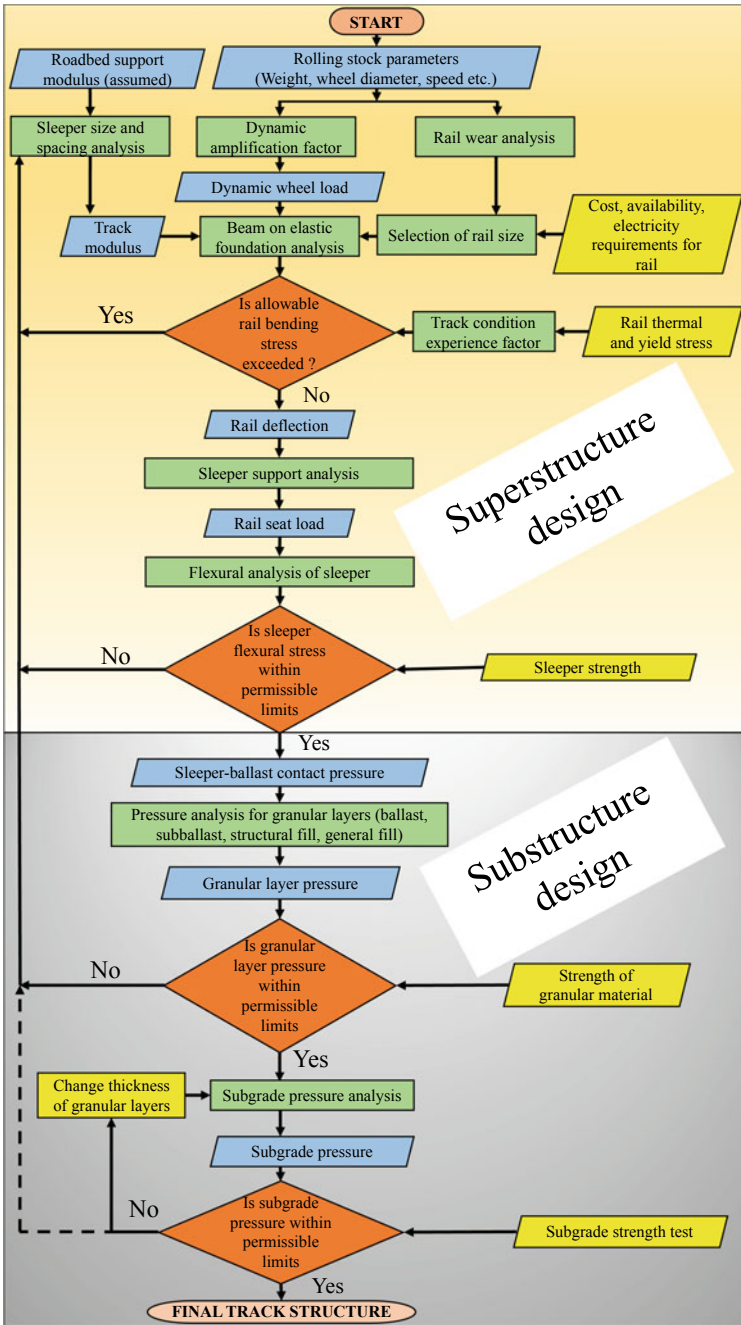 START
Roadbed support
modulus (assumed)
Rolling stock parameters
(Weight, wheel diameter, speed etc.)
Sleeper size and
spacing analysis
Dynamic
amplification factor
Rail wear analysis
Dynamic wheel load
Track
modulus
Beam on elastic
foundation analysis
Selection of rail size
Cost, availability,
electricity
requirements for
rail
Yes
Is allowable
rail bending
stress
exceeded ?
Track condition
experience factor
Rail thermal
and yield stress
No
Rail deflection
Sleeper support analysis
Rail seat load
Flexural analysis of sleeper
Superstructure
design
No
Is sleeper
flexural stress
within
permissible
limits
Sleeper strength
Yes
Sleeper-ballast contact pressure
Pressure analysis for granular layers (ballast,
subballast, structural fill, general fill)
Granular layer pressure
Substructure
design
No
Is granular
layer pressure
within
permissible
limits
Strength of
granular material
Yes
Change thickness
of granular layers
Subgrade pressure analysis
Subgrade pressure
No
Is subgrade
pressure within
permissible
limits
Subgrade strength test
Yes
FINAL TRACK STRUCTURE